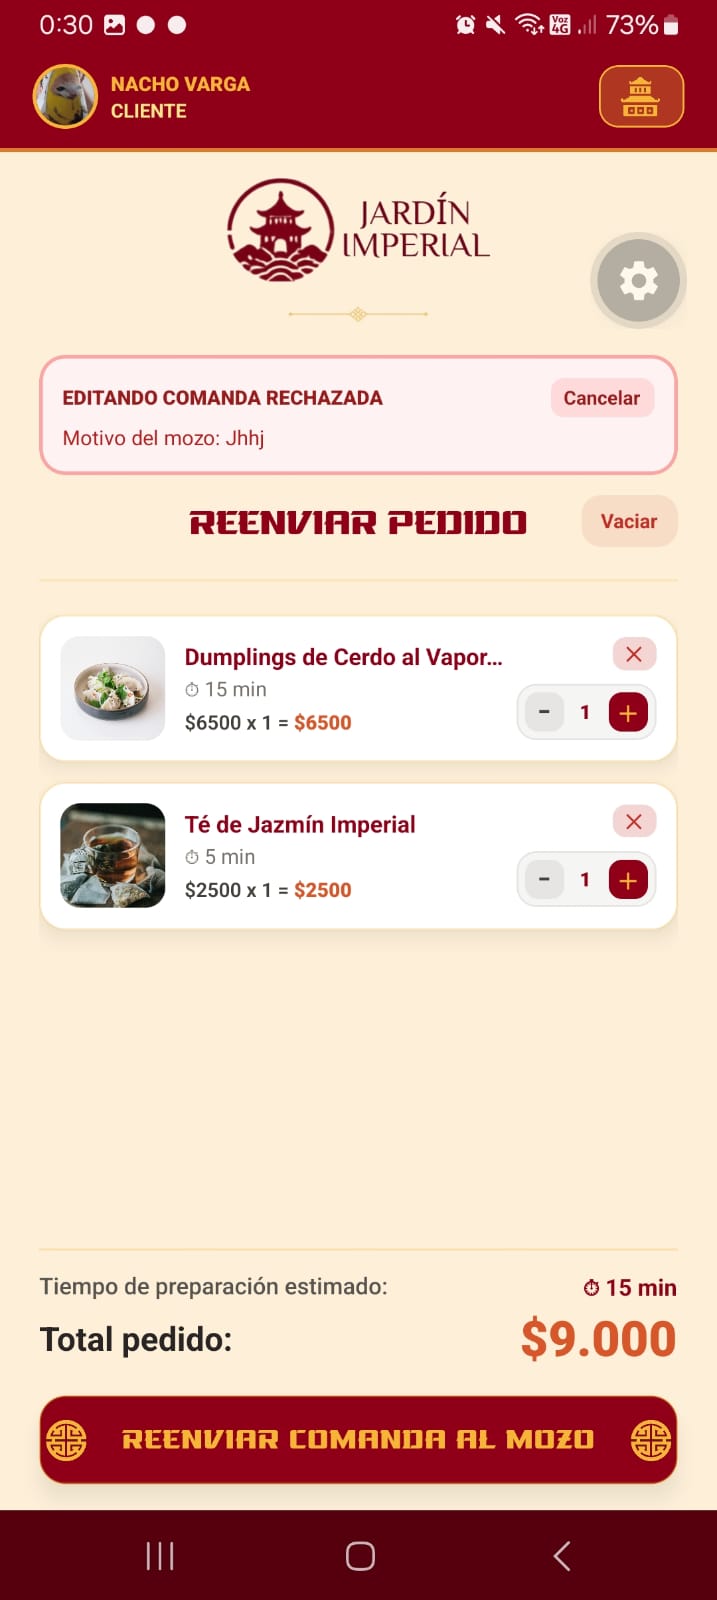 0:30
Voz 4G
73%
NACHO VARGA
CLIENTE
JARDÍN
IMPERIAL
EDITANDO COMANDA RECHAZADA
Cancelar
Motivo del mozo: Jhhj
REENVIAR PEDIDO
Vaciar
Dumplings de Cerdo al Vapor...
⏱ 15 min
$6500 x 1 = $6500
- 1 +
Té de Jazmín Imperial
⏱ 5 min
$2500 x 1 = $2500
- 1 +
Tiempo de preparación estimado:
⏱ 15 min
Total pedido:
$9.000
REENVIAR COMANDA AL MOZO